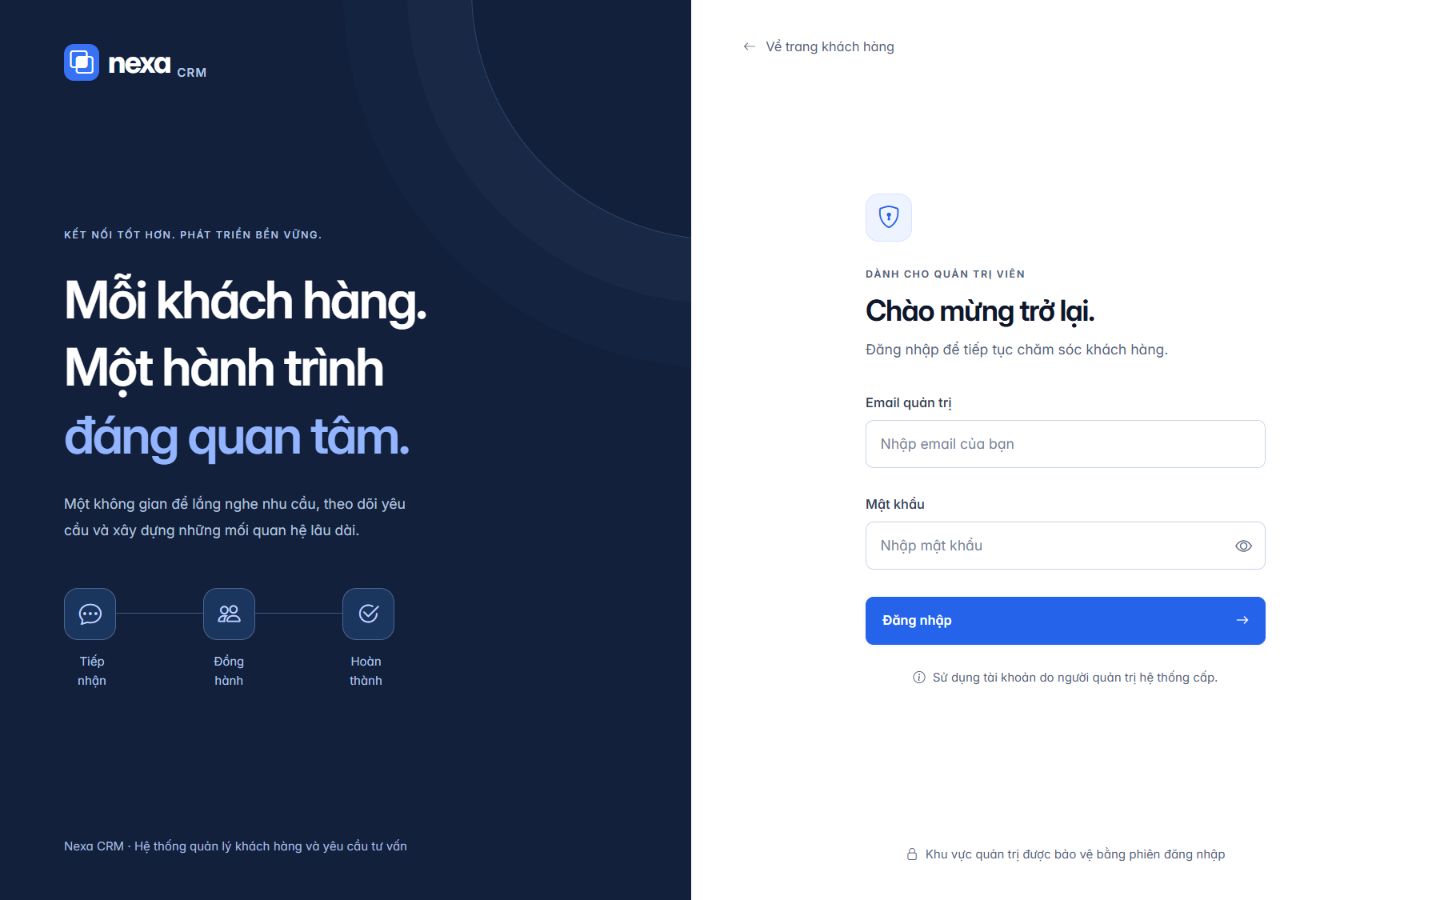 nexa CRM
KẾT NỐI TỐT HƠN. PHÁT TRIỂN BỀN VỮNG.
Mỗi khách hàng.
Một hành trình
đáng quan tâm.
Một không gian để lắng nghe nhu cầu, theo dõi yêu
cầu và xây dựng những mối quan hệ lâu dài.
Tiếp
nhận
Đồng
hành
Hoàn
thành
Nexa CRM · Hệ thống quản lý khách hàng và yêu cầu tư vấn
← Về trang khách hàng
DÀNH CHO QUẢN TRỊ VIÊN
Chào mừng trở lại.
Đăng nhập để tiếp tục chăm sóc khách hàng.
Email quản trị
Nhập email của bạn
Mật khẩu
Nhập mật khẩu
Đăng nhập →
Sử dụng tài khoản do người quản trị hệ thống cấp.
Khu vực quản trị được bảo vệ bằng phiên đăng nhập